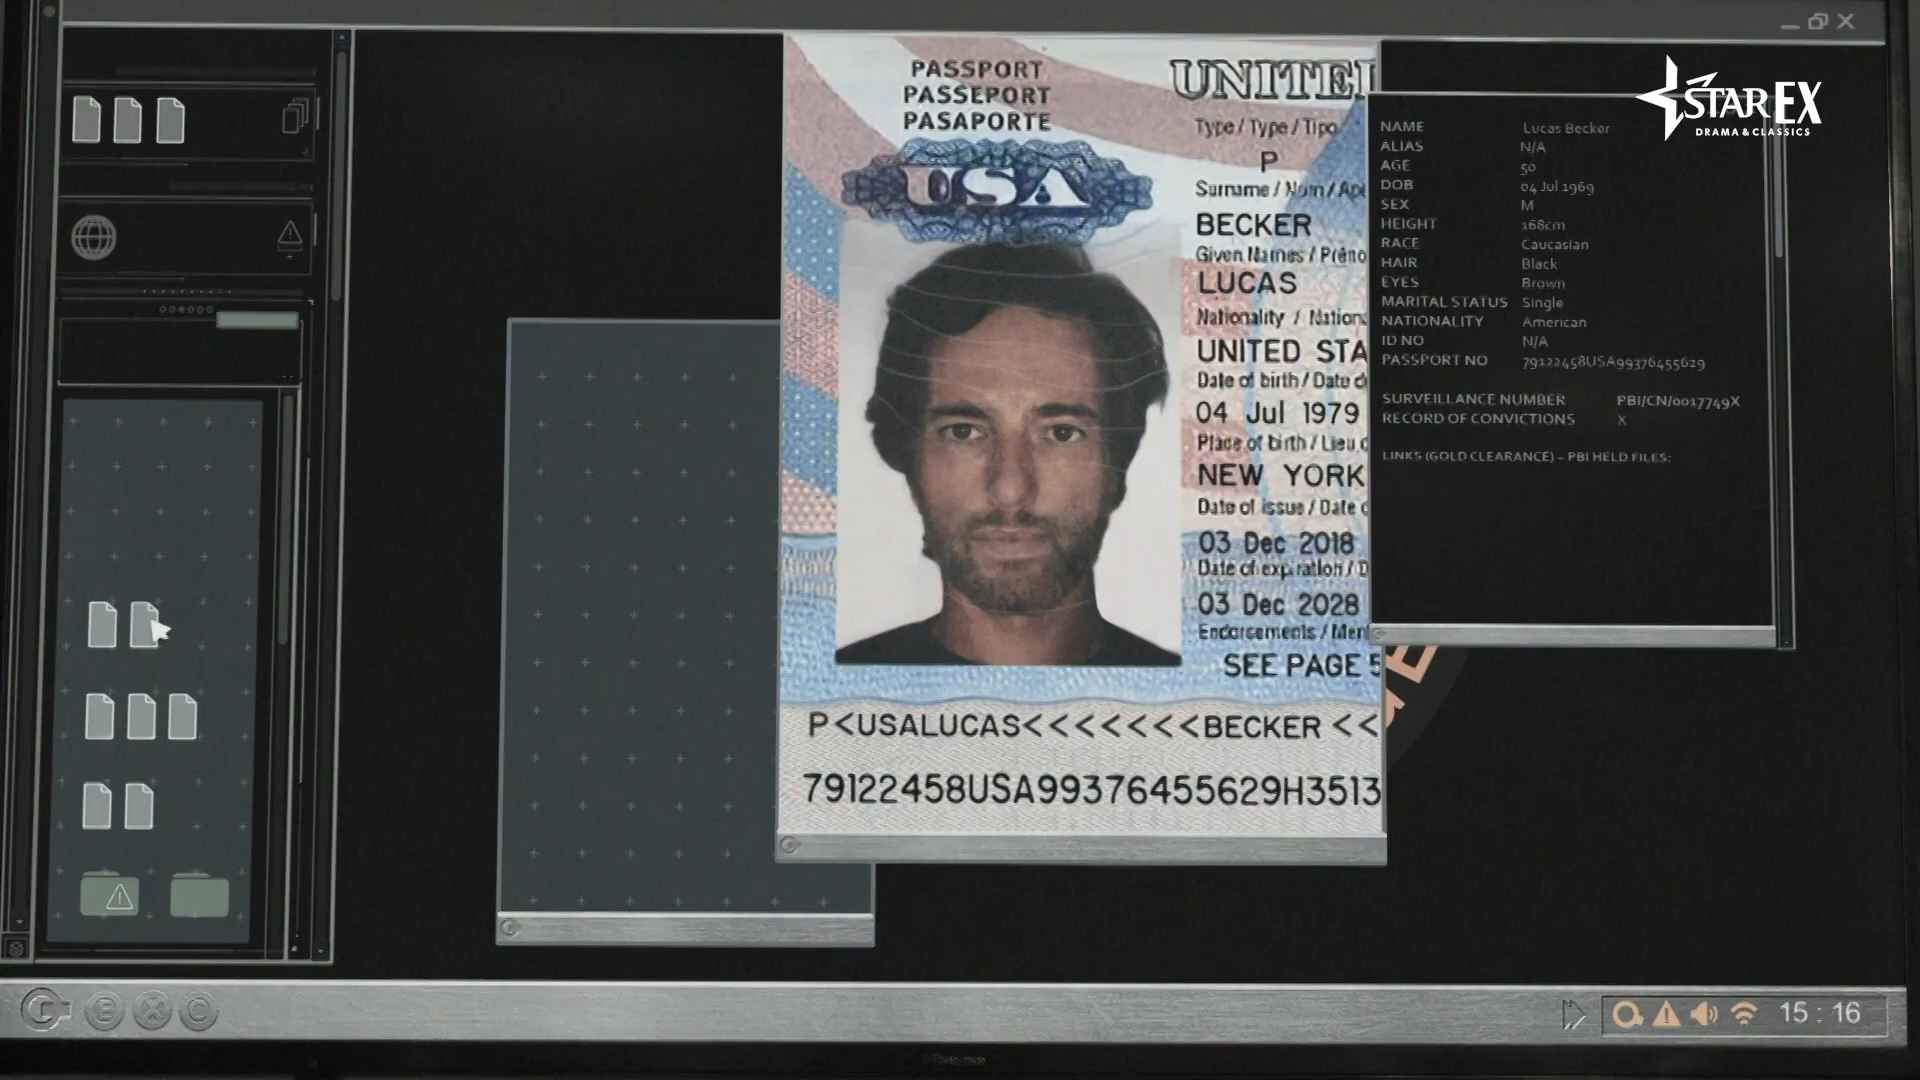 PASSPORT
PASSEPORT
PASAPORTE
USA
UNITED
Type / Type / Tipo
P
Surname / Nom / Ape
BECKER
Given Names / Préno
LUCAS
Nationality / Nationa
UNITED STA
Date of birth / Date d
04 Jul 1979
Place of birth / Lieu d
NEW YORK
Date of issue / Date d
03 Dec 2018
Date of expiration / D
03 Dec 2028
Endorsements / Men
SEE PAGE 5
P<USALUCAS<<<<<<<BECKER <<
79122458USA99376455629H3513
STAR EX
DRAMA & CLASSICS
NAME Lucas Becker
ALIAS N/A
AGE 50
DOB 04 Jul 1969
SEX M
HEIGHT 168cm
RACE Caucasian
HAIR Black
EYES Brown
MARITAL STATUS Single
NATIONALITY American
ID NO N/A
PASSPORT NO 79122458USA99376455629
SURVEILLANCE NUMBER PBI/CN/0017749X
RECORD OF CONVICTIONS X
LINKS (GOLD CLEARANCE) – PBI HELD FILES:
GE
E X C
15 : 16